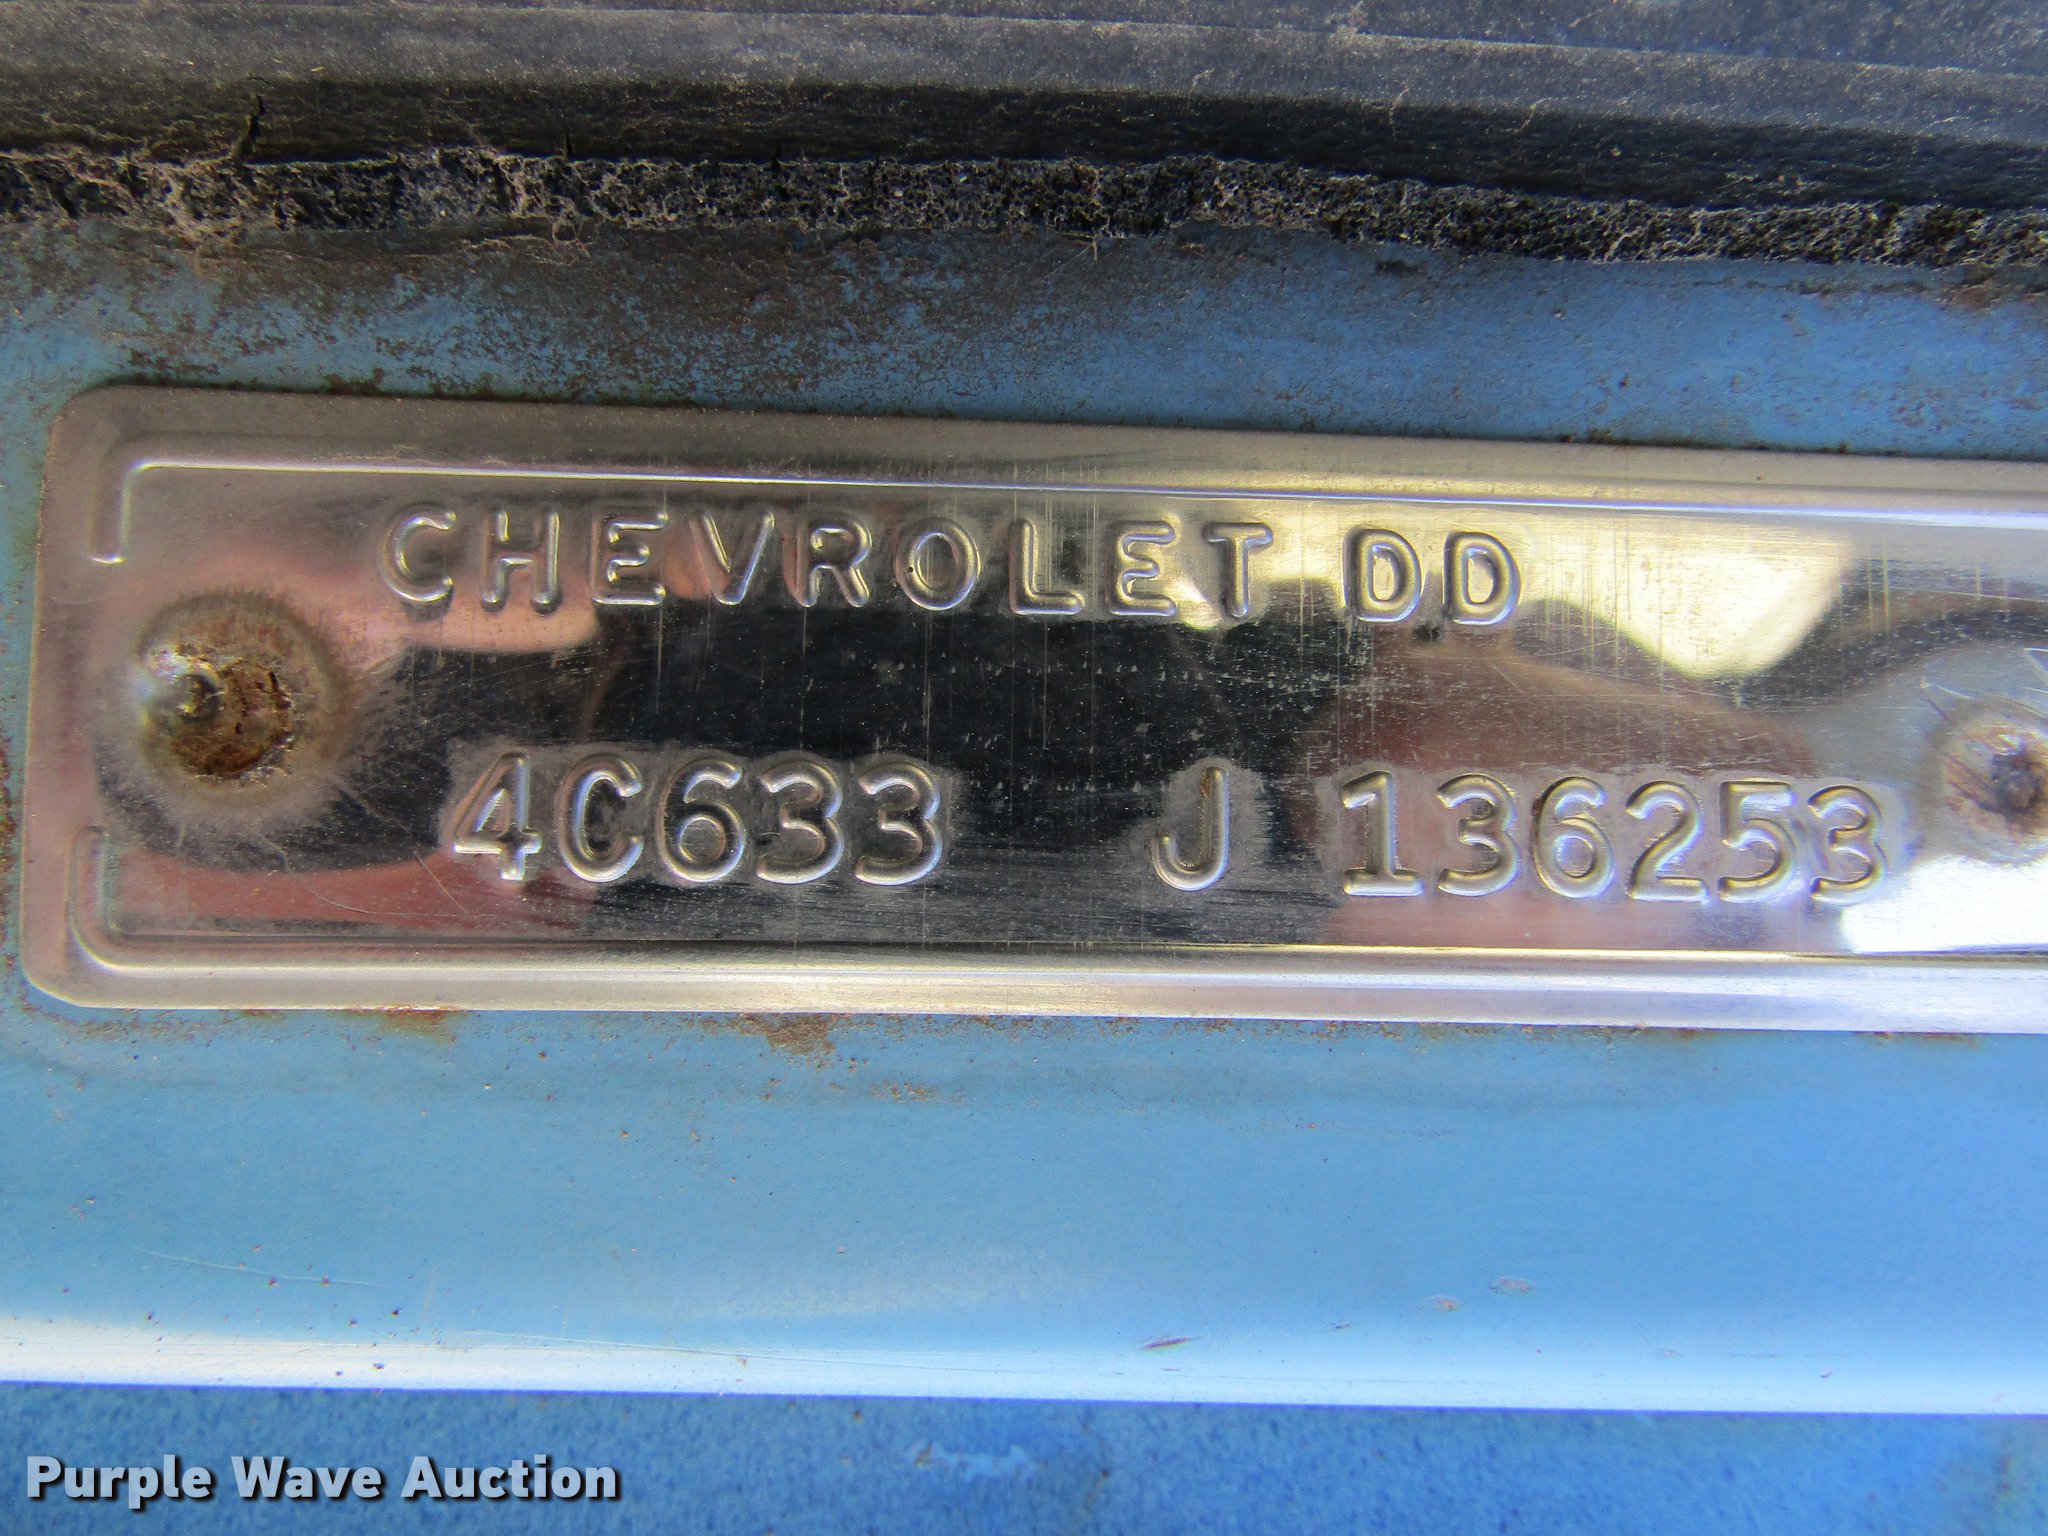 CHEVROLET DD
4C633 J 136253
Purple Wave Auction